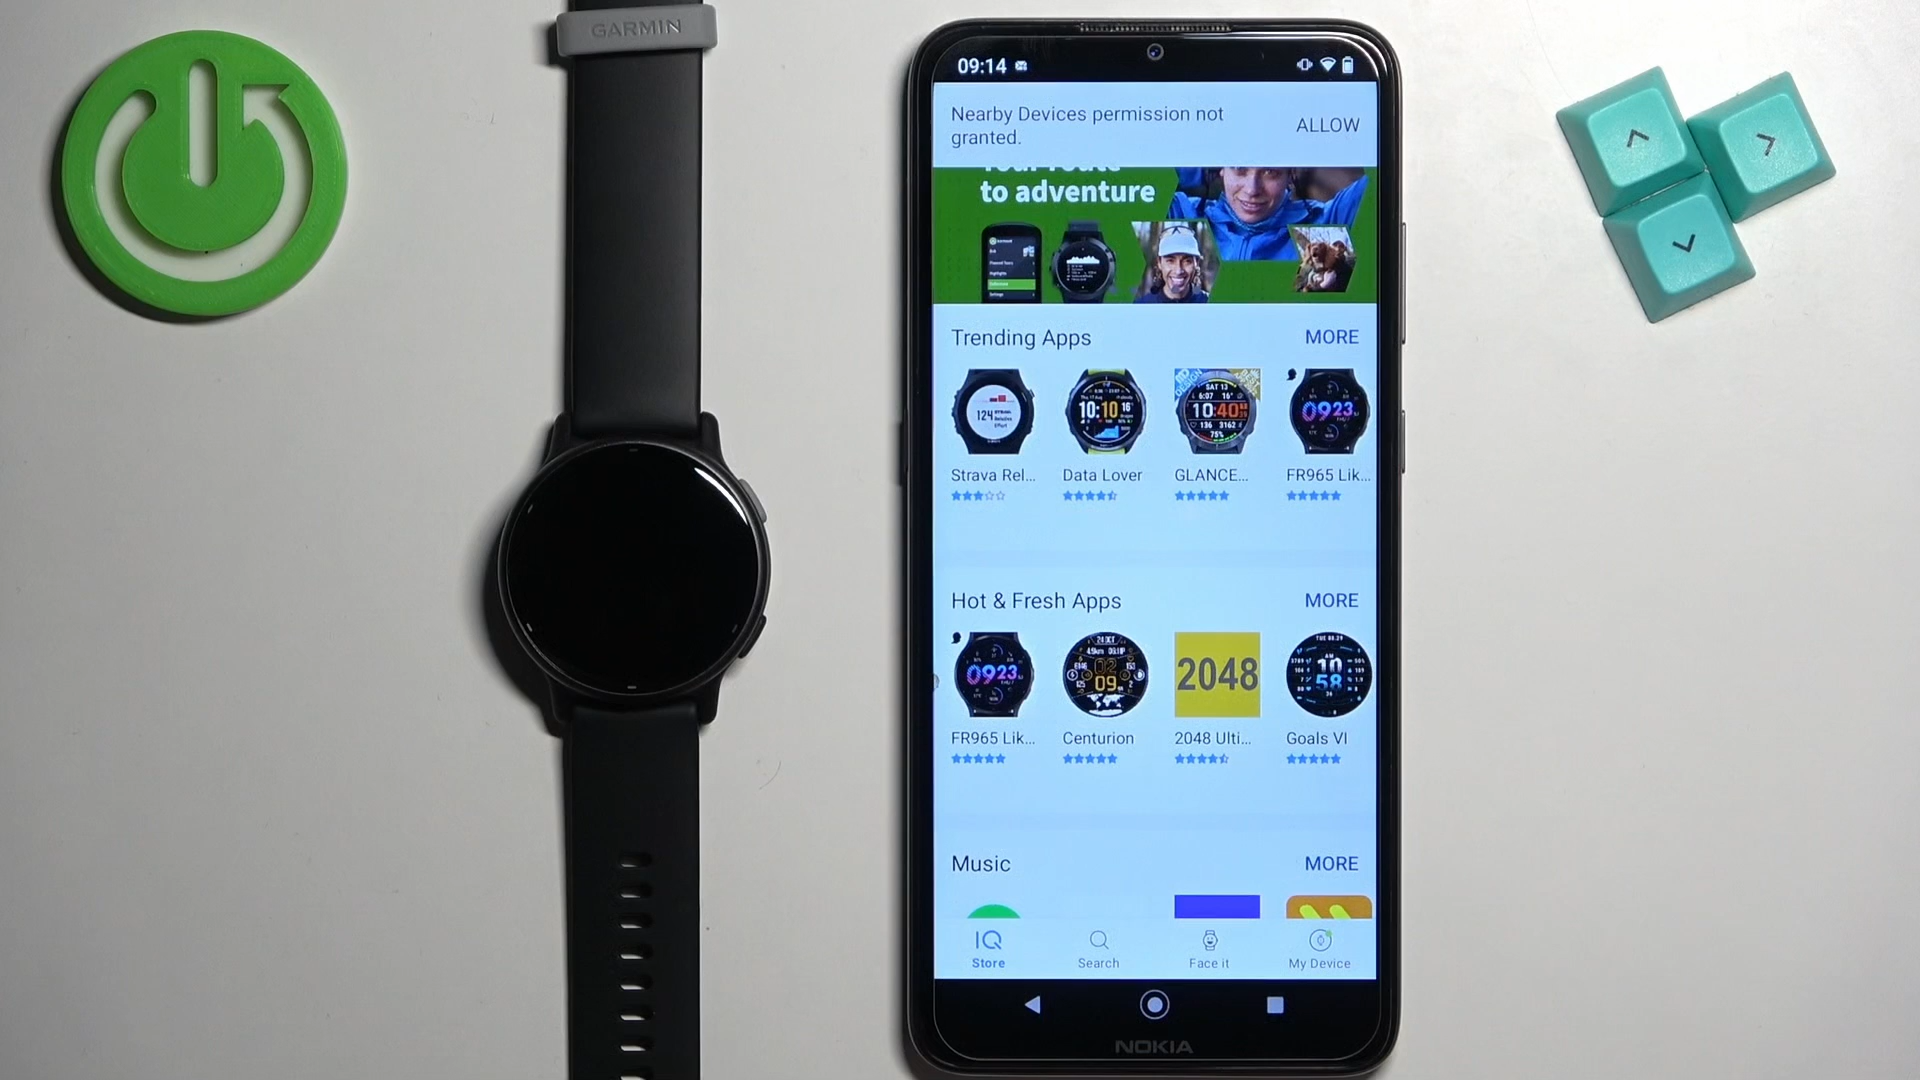 GARMIN
09:14
Nearby Devices permission not
granted.
ALLOW
Your route
to adventure
Trending Apps
MORE
Strava Rel...
Data Lover
GLANCE...
FR965 Lik...
Hot & Fresh Apps
MORE
2048
FR965 Lik...
Centurion
2048 Ulti...
Goals VI
Music
MORE
IQ
Store
Search
Face it
My Device
NOKIA